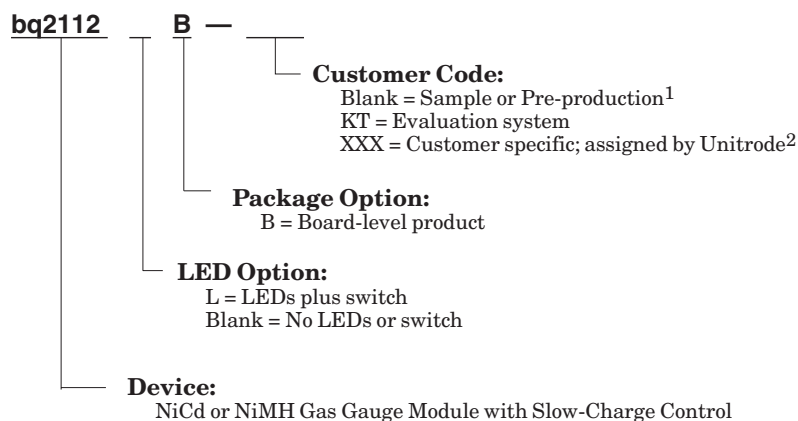 bq2112 B —
Customer Code:
Blank = Sample or Pre-production1
KT = Evaluation system
XXX = Customer specific; assigned by Unitrode2
Package Option:
B = Board-level product
LED Option:
L = LEDs plus switch
Blank = No LEDs or switch
Device:
NiCd or NiMH Gas Gauge Module with Slow-Charge Control